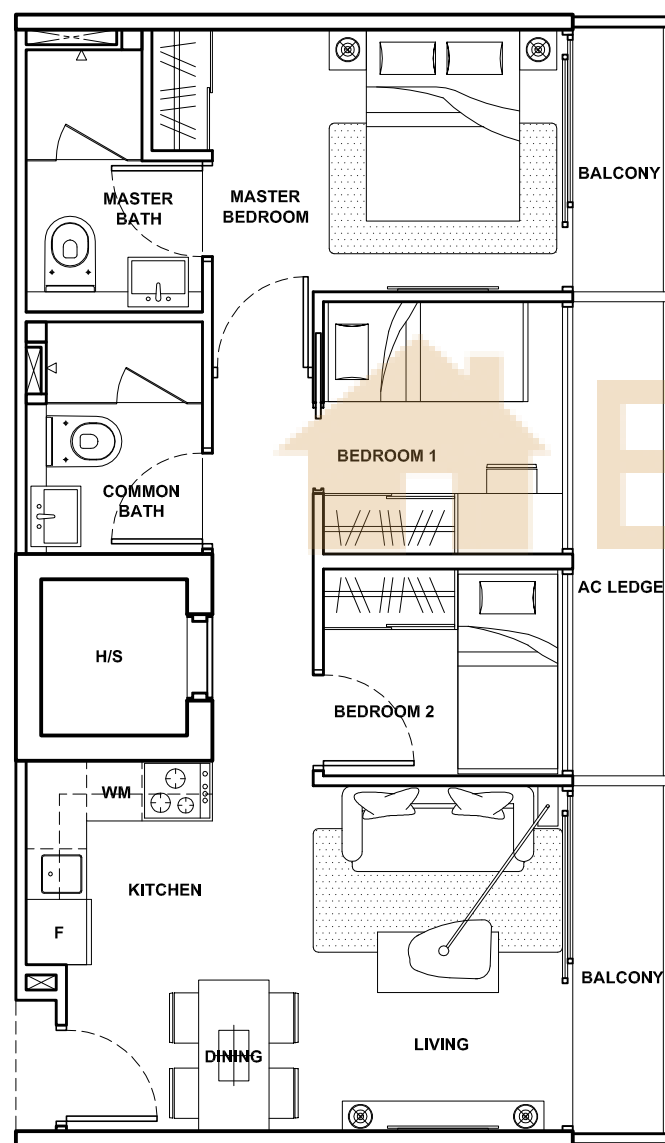 BALCONY
MASTER
BATH
MASTER
BEDROOM
BEDROOM 1
COMMON
BATH
E
AC LEDGE
H/S
BEDROOM 2
WM
KITCHEN
F
BALCONY
LIVING
DINING